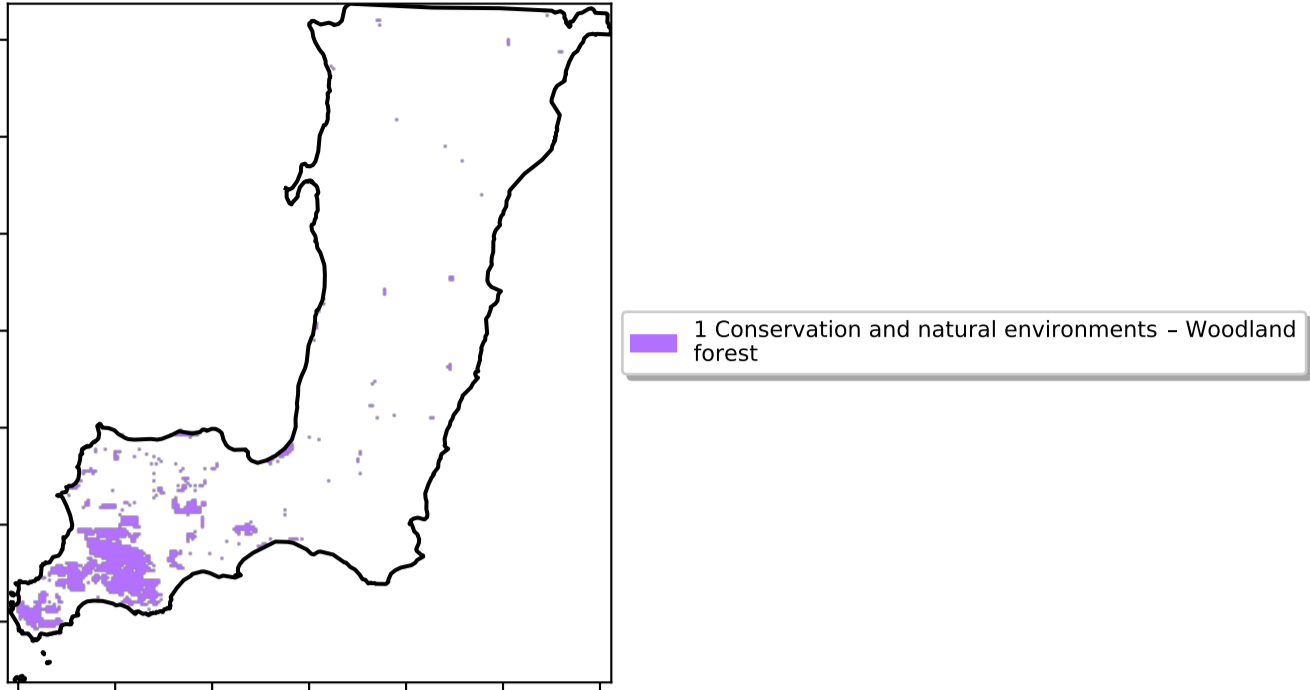 1 Conservation and natural environments – Woodland
forest